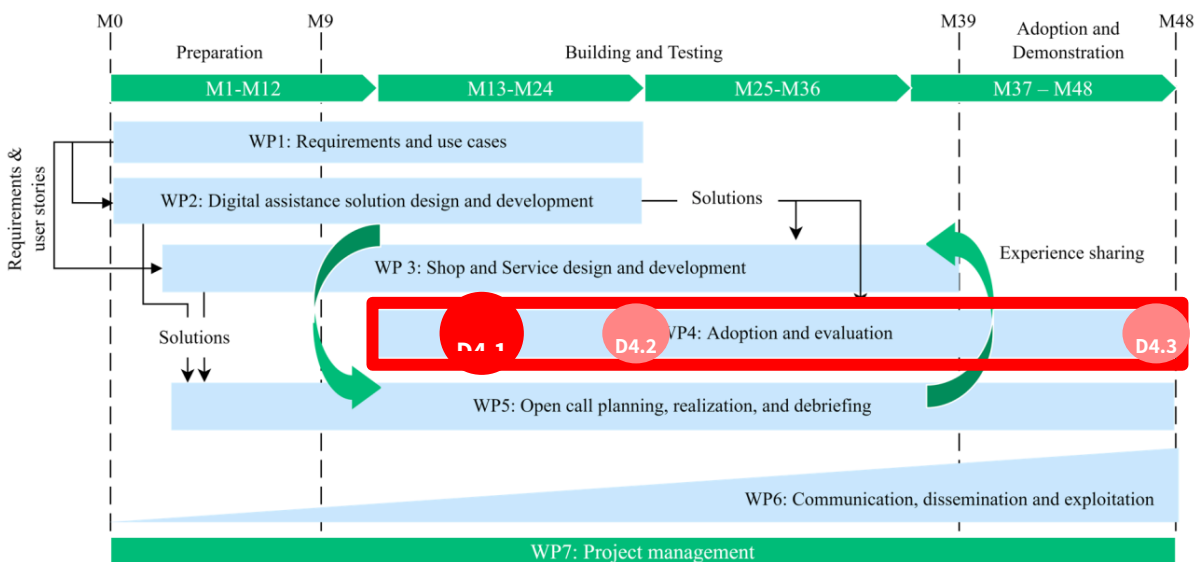 M0
M9
M39
M48
Preparation
Building and Testing
Adoption and
Demonstration
M1-M12
M13-M24
M25-M36
M37 – M48
Requirements &
user stories
WP1: Requirements and use cases
WP2: Digital assistance solution design and development
Solutions
WP 3: Shop and Service design and development
Experience sharing
Solutions
D4.1
D4.2
WP4: Adoption and evaluation
D4.3
WP5: Open call planning, realization, and debriefing
WP6: Communication, dissemination and exploitation
WP7: Project management